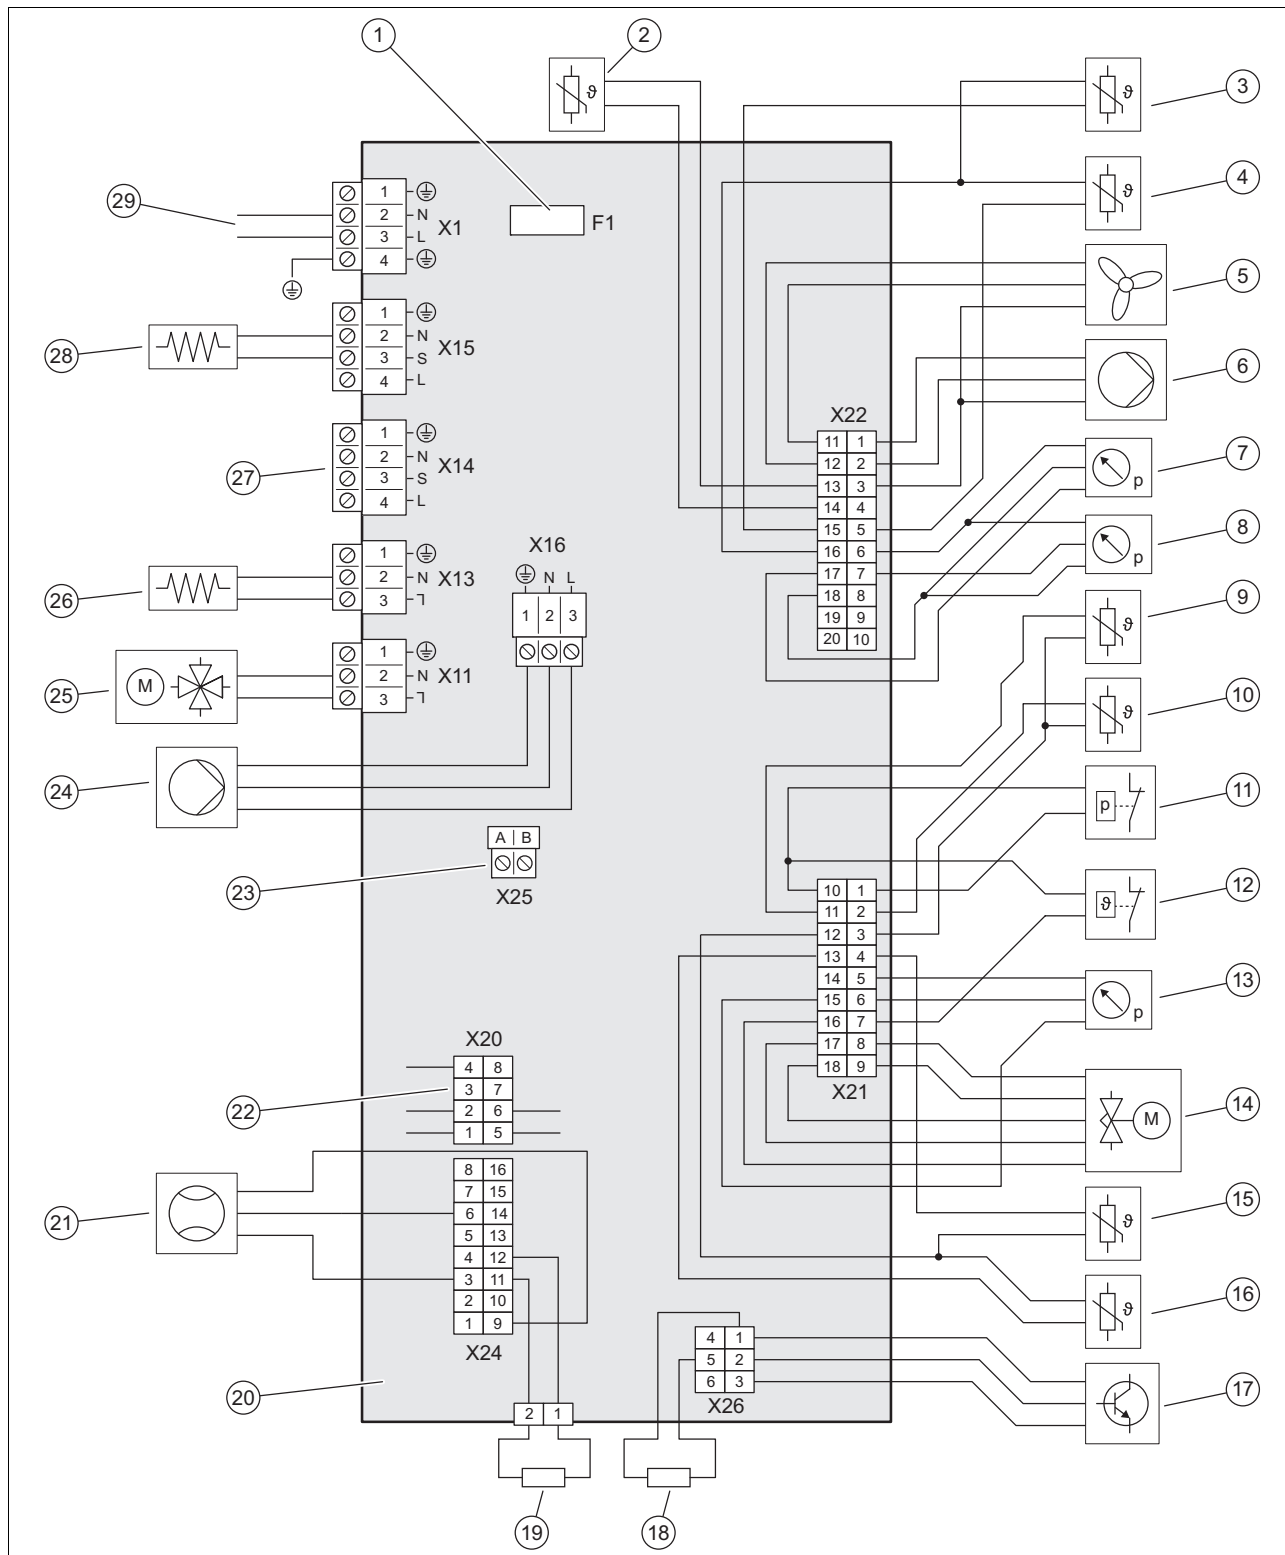 1
2
3
4
5
6
7
8
9
10
11
12
13
14
15
16
17
18
19
20
21
22
23
24
25
26
27
28
29
F1
X1
1
2 N
3 L
4
X15
1
2 N
3 S
4 L
X14
1
2 N
3 S
4 L
X13
1
2 N
3 L
X11
1
2 N
3 L
X16
N L
1 2 3
A B
X25
X20
4 8
3 7
2 6
1 5
8 16
7 15
6 14
5 13
4 12
3 11
2 10
1 9
X24
2 1
X22
11 1
12 2
13 3
14 4
15 5
16 6
17 7
18 8
19 9
20 10
10 1
11 2
12 3
13 4
14 5
15 6
16 7
17 8
18 9
X21
4 1
5 2
6 3
X26
ϑ
ϑ
ϑ
p
p
ϑ
ϑ
p
ϑ
p
M
ϑ
ϑ
M